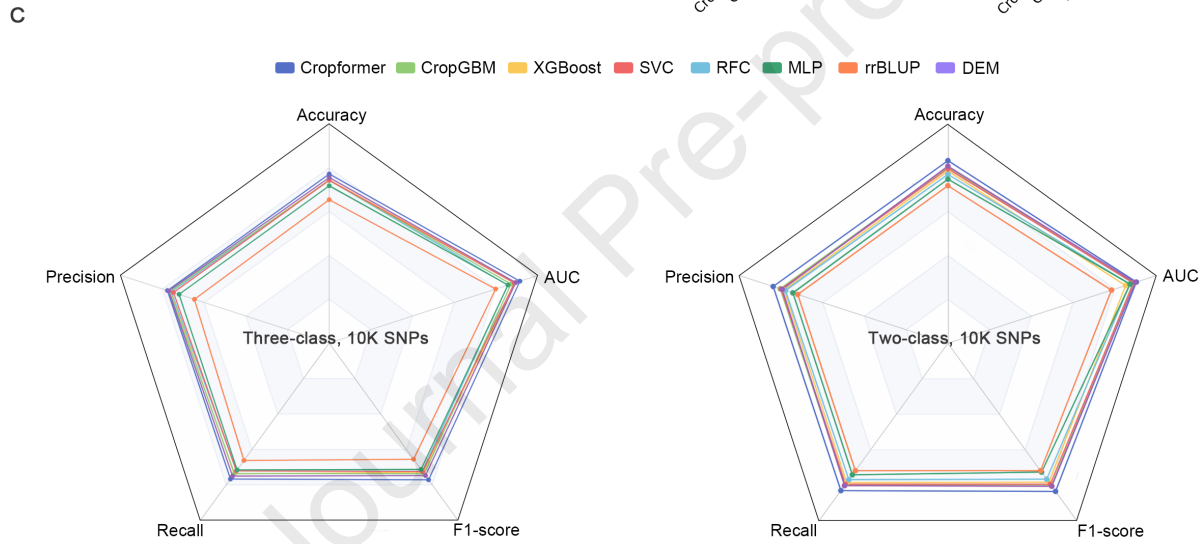 C
Cropformer CropGBM XGBoost SVC RFC MLP rrBLUP DEM
Accuracy
AUC
F1-score
Recall
Precision
Three-class, 10K SNPs
Accuracy
AUC
F1-score
Recall
Precision
Two-class, 10K SNPs
Journal Pre-pro